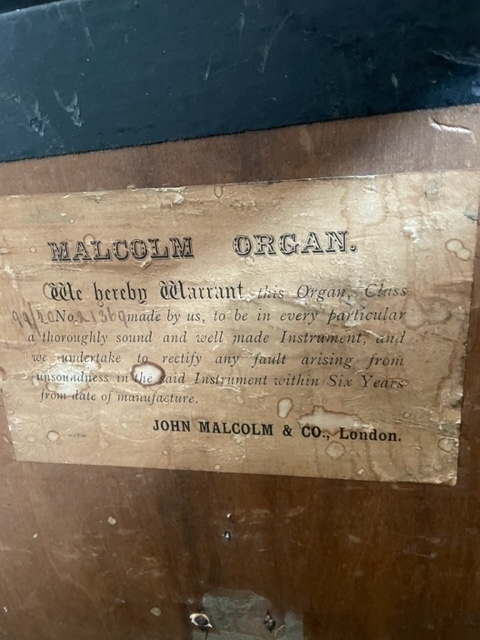 MALCOLM ORGAN.
We hereby Warrant, this Organ, Class
No. 21369 made by us, to be in every particular
a thoroughly sound and well made Instrument, and
we undertake to rectify any fault arising from
unsoundness in the said Instrument within Six Years
from date of manufacture.
JOHN MALCOLM & CO., London.